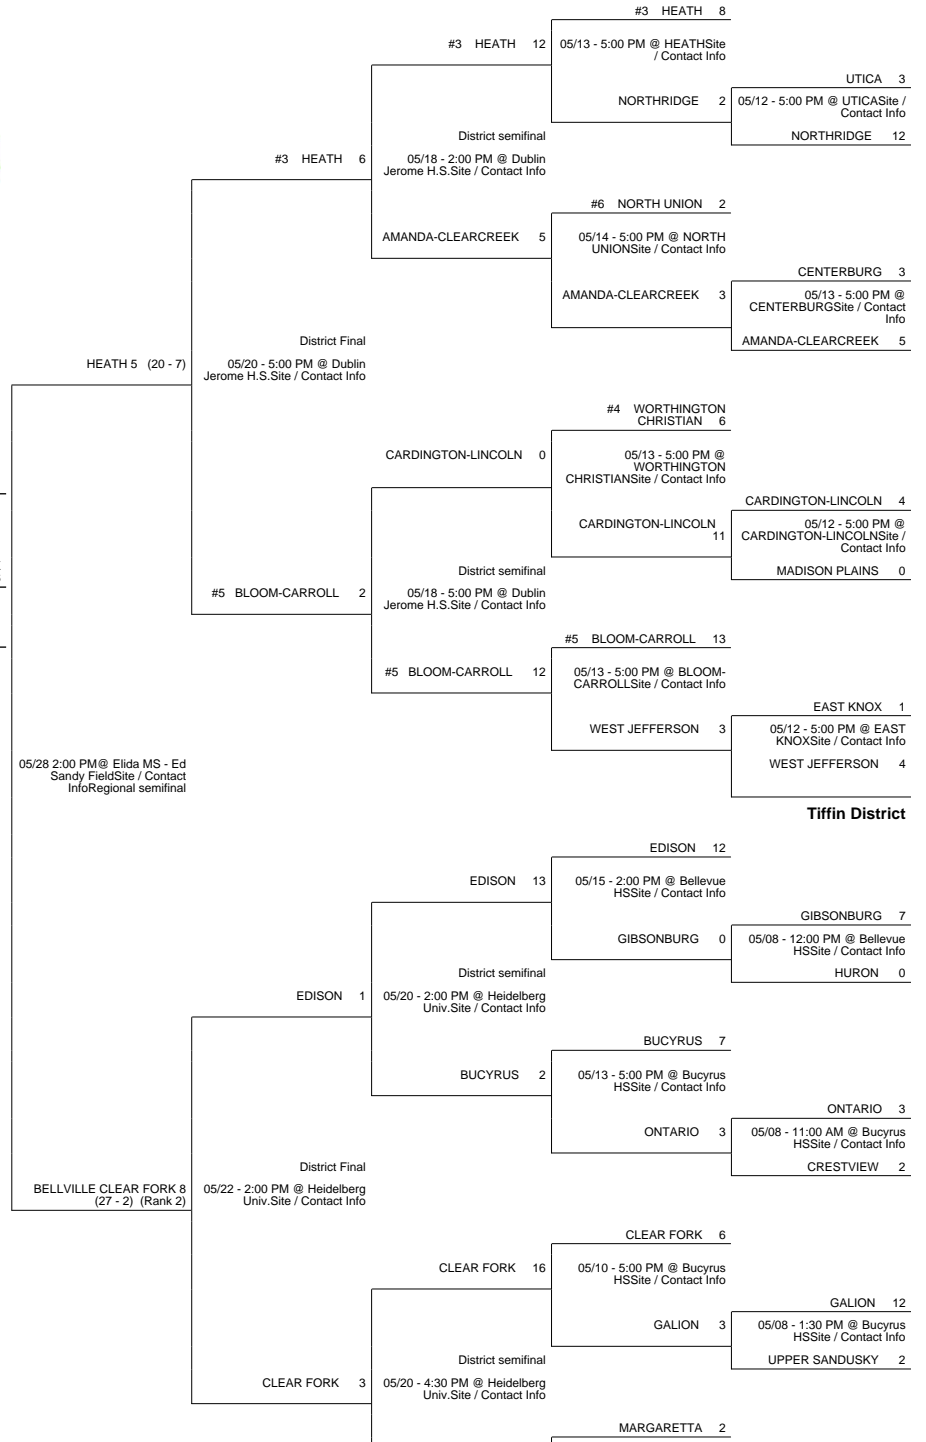 #3 HEATH 8
#3 HEATH 12
05/13 - 5:00 PM @ HEATHSite
/ Contact Info
UTICA 3
NORTHRIDGE 2
05/12 - 5:00 PM @ UTICASite /
Contact Info
NORTHRIDGE 12
District semifinal
#3 HEATH 6
05/18 - 2:00 PM @ Dublin
Jerome H.S.Site / Contact Info
#6 NORTH UNION 2
AMANDA-CLEARCREEK 5
05/14 - 5:00 PM @ NORTH
UNIONSite / Contact Info
CENTERBURG 3
AMANDA-CLEARCREEK 3
05/13 - 5:00 PM @
CENTERBURGSite / Contact
Info
AMANDA-CLEARCREEK 5
District Final
HEATH 5 (20 - 7)
05/20 - 5:00 PM @ Dublin
Jerome H.S.Site / Contact Info
#4 WORTHINGTON
CHRISTIAN 6
CARDINGTON-LINCOLN 0
05/13 - 5:00 PM @
WORTHINGTON
CHRISTIANSite / Contact Info
CARDINGTON-LINCOLN 4
CARDINGTON-LINCOLN
11
05/12 - 5:00 PM @
CARDINGTON-LINCOLNSite /
Contact Info
MADISON PLAINS 0
District semifinal
#5 BLOOM-CARROLL 2
05/18 - 5:00 PM @ Dublin
Jerome H.S.Site / Contact Info
#5 BLOOM-CARROLL 13
#5 BLOOM-CARROLL 12
05/13 - 5:00 PM @ BLOOM-
CARROLLSite / Contact Info
EAST KNOX 1
WEST JEFFERSON 3
05/12 - 5:00 PM @ EAST
KNOXSite / Contact Info
WEST JEFFERSON 4
05/28 2:00 PM@ Elida MS - Ed
Sandy FieldSite / Contact
InfoRegional semifinal
Tiffin District
EDISON 12
EDISON 13
05/15 - 2:00 PM @ Bellevue
HSSite / Contact Info
GIBSONBURG 7
GIBSONBURG 0
05/08 - 12:00 PM @ Bellevue
HSSite / Contact Info
HURON 0
District semifinal
EDISON 1
05/20 - 2:00 PM @ Heidelberg
Univ.Site / Contact Info
BUCYRUS 7
BUCYRUS 2
05/13 - 5:00 PM @ Bucyrus
HSSite / Contact Info
ONTARIO 3
ONTARIO 3
05/08 - 11:00 AM @ Bucyrus
HSSite / Contact Info
CRESTVIEW 2
District Final
BELLVILLE CLEAR FORK 8
(27 - 2) (Rank 2)
05/22 - 2:00 PM @ Heidelberg
Univ.Site / Contact Info
CLEAR FORK 6
CLEAR FORK 16
05/10 - 5:00 PM @ Bucyrus
HSSite / Contact Info
GALION 12
GALION 3
05/08 - 1:30 PM @ Bucyrus
HSSite / Contact Info
UPPER SANDUSKY 2
District semifinal
CLEAR FORK 3
05/20 - 4:30 PM @ Heidelberg
Univ.Site / Contact Info
MARGARETTA 2